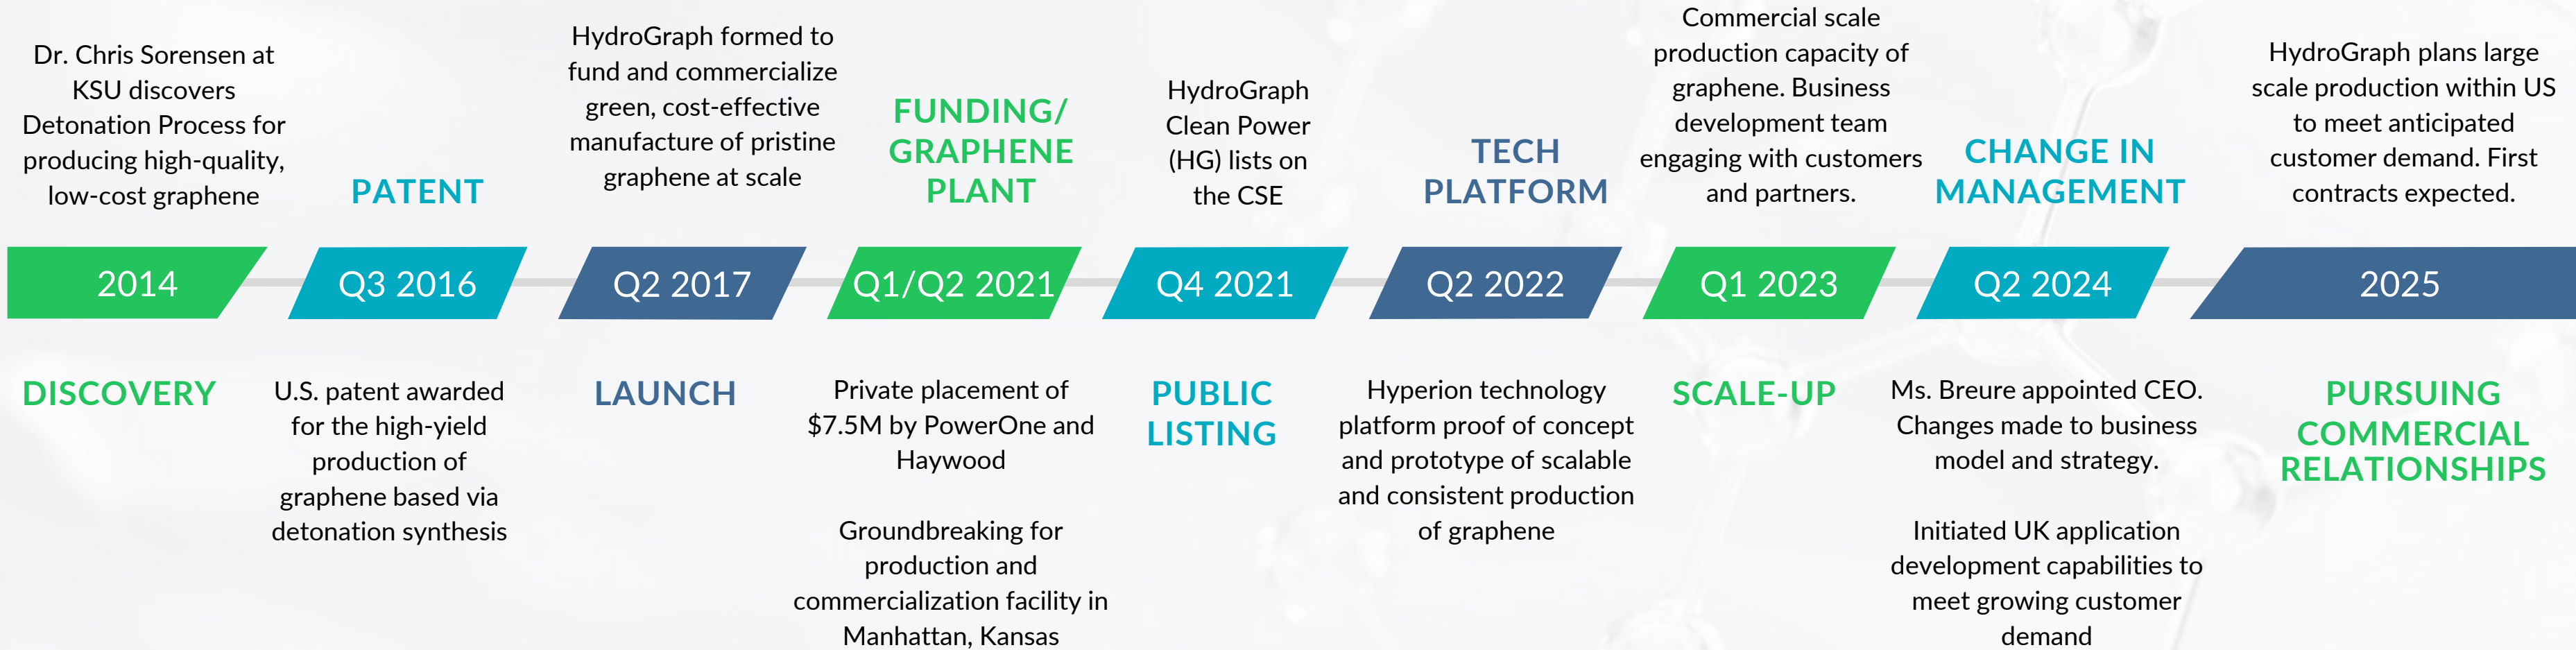 Dr. Chris Sorensen at
KSU discovers
Detonation Process for
producing high-quality,
low-cost graphene
2014
DISCOVERY
PATENT
Q3 2016
U.S. patent awarded
for the high-yield
production of
graphene based via
detonation synthesis
HydroGraph formed to
fund and commercialize
green, cost-effective
manufacture of pristine
graphene at scale
Q2 2017
LAUNCH
FUNDING/
GRAPHENE
PLANT
Q1/Q2 2021
Private placement of
$7.5M by PowerOne and
Haywood
Groundbreaking for
production and
commercialization facility in
Manhattan, Kansas
HydroGraph
Clean Power
(HG) lists on
the CSE
Q4 2021
PUBLIC
LISTING
TECH
PLATFORM
Q2 2022
Hyperion technology
platform proof of concept
and prototype of scalable
and consistent production
of graphene
Commercial scale
production capacity of
graphene. Business
development team
engaging with customers
and partners.
Q1 2023
SCALE-UP
CHANGE IN
MANAGEMENT
Q2 2024
Ms. Breure appointed CEO.
Changes made to business
model and strategy.
Initiated UK application
development capabilities to
meet growing customer
demand
HydroGraph plans large
scale production within US
to meet anticipated
customer demand. First
contracts expected.
2025
PURSUING
COMMERCIAL
RELATIONSHIPS